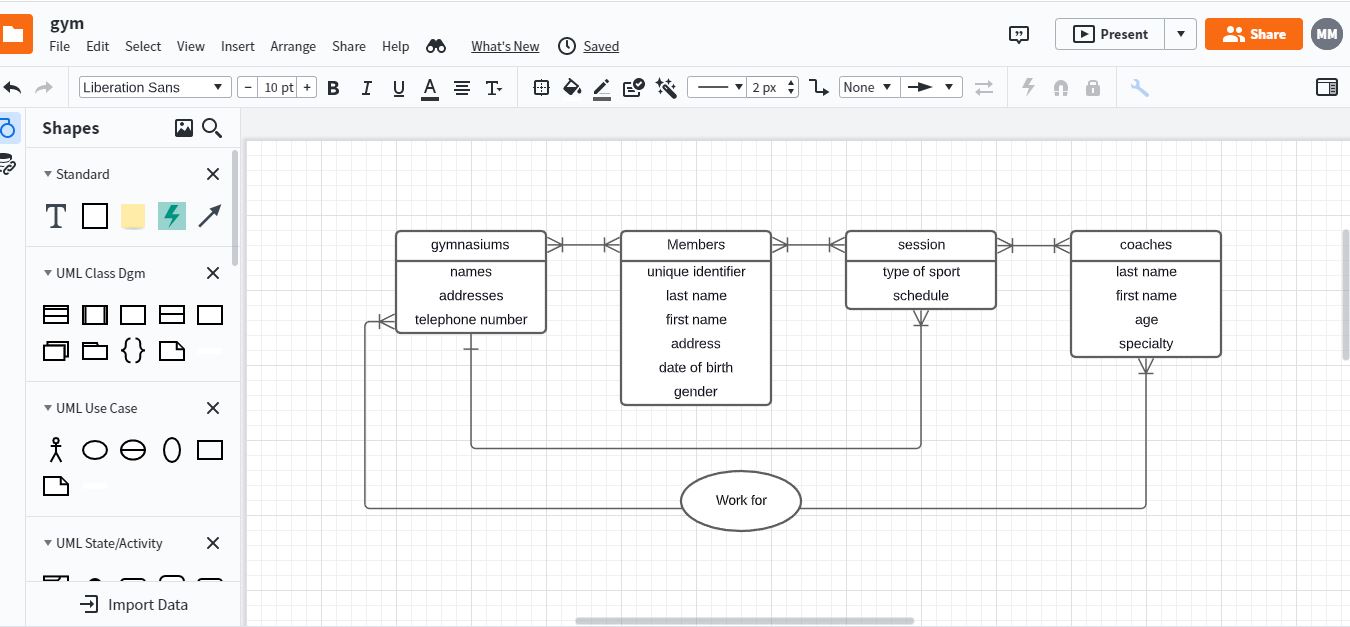 gym
File Edit Select View Insert Arrange Share Help What's New Saved
Present Share MM
Liberation Sans − 10 pt + B I U A T 2 px None
Shapes
Standard
T
UML Class Dgm
{}
UML Use Case
UML State/Activity
Import Data
gymnasiums
names
addresses
telephone number
Members
unique identifier
last name
first name
address
date of birth
gender
session
type of sport
schedule
coaches
last name
first name
age
specialty
Work for